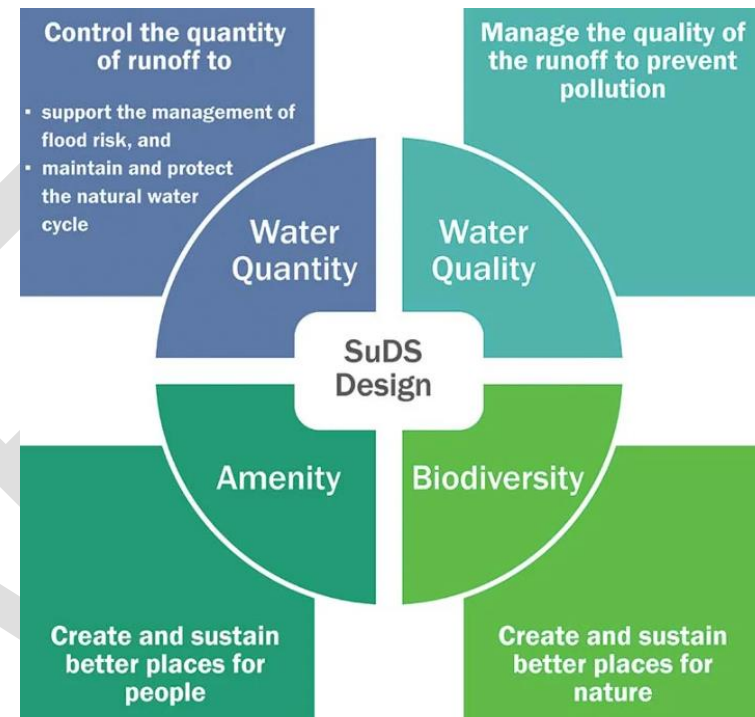 Control the quantity
of runoff to
▪ support the management of
flood risk, and
▪ maintain and protect
the natural water
cycle
Manage the quality of
the runoff to prevent
pollution
Water
Quantity
Water
Quality
SuDS
Design
Amenity
Biodiversity
Create and sustain
better places for
people
Create and sustain
better places for
nature